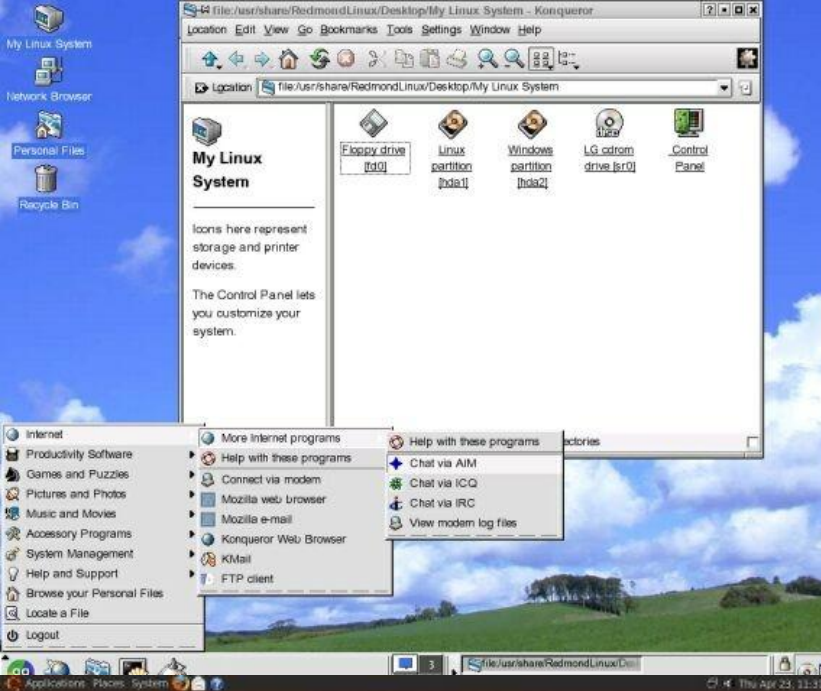 My Linux System
Network Browser
Personal Files
Recycle Bin
file:/usr/share/RedmondLinux/Desktop/My Linux System - Konqueror
Location Edit View Go Bookmarks Tools Settings Window Help
Location file:/usr/share/RedmondLinux/Desktop/My Linux System
My Linux
System
Icons here represent
storage and printer
devices.
The Control Panel lets
you customize your
system.
Floppy drive
[fd0]
Linux
partition
[hda1]
Windows
partition
[hda2]
LG cdrom
drive [sr0]
Control
Panel
ectories
Internet
Productivity Software
Games and Puzzles
Pictures and Photos
Music and Movies
Accessory Programs
System Management
Help and Support
Browse your Personal Files
Locate a File
Logout
More Internet programs
Help with these programs
Connect via modem
Mozilla web browser
Mozilla e-mail
Konqueror Web Browser
KMail
FTP client
Help with these programs
Chat via AIM
Chat via ICQ
Chat via IRC
View modem log files
3
file:/usr/share/RedmondLinux/De
Applications Places System
Thu Apr 23, 11:3